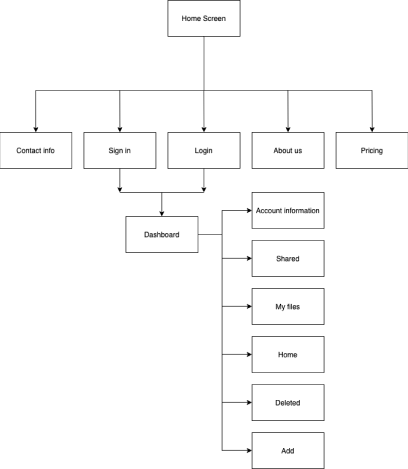 Home Screen
Contact info
Sign in
Login
About us
Pricing
Dashboard
Account information
Shared
My files
Home
Deleted
Add